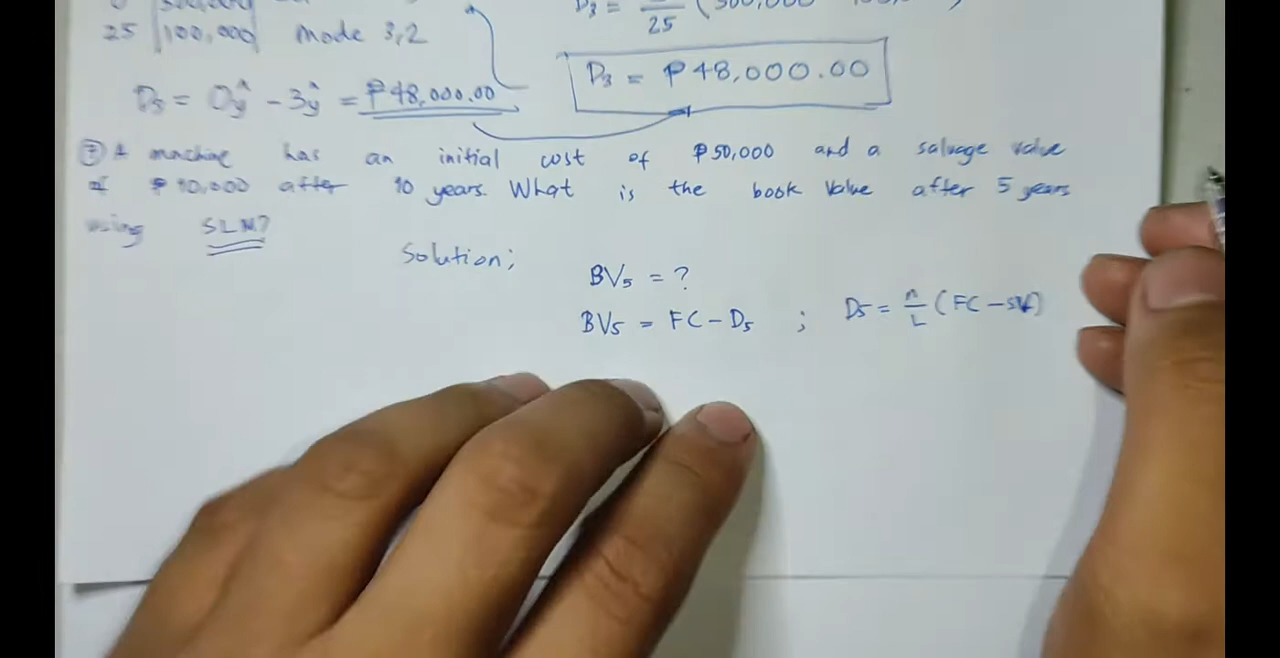 25 100,000 mode 3,2
25
D₃ = ₱48,000.00
D₃ = 0ŷ - 3ŷ = ₱48,000.00
⑦ A machine has an initial cost of ₱50,000 and a salvage value
of ₱10,000 after 10 years. What is the book value after 5 years
using SLM?
Solution;
BV₅ = ?
BV₅ = FC - D₅ ; D₅ = n/L (FC - SV)